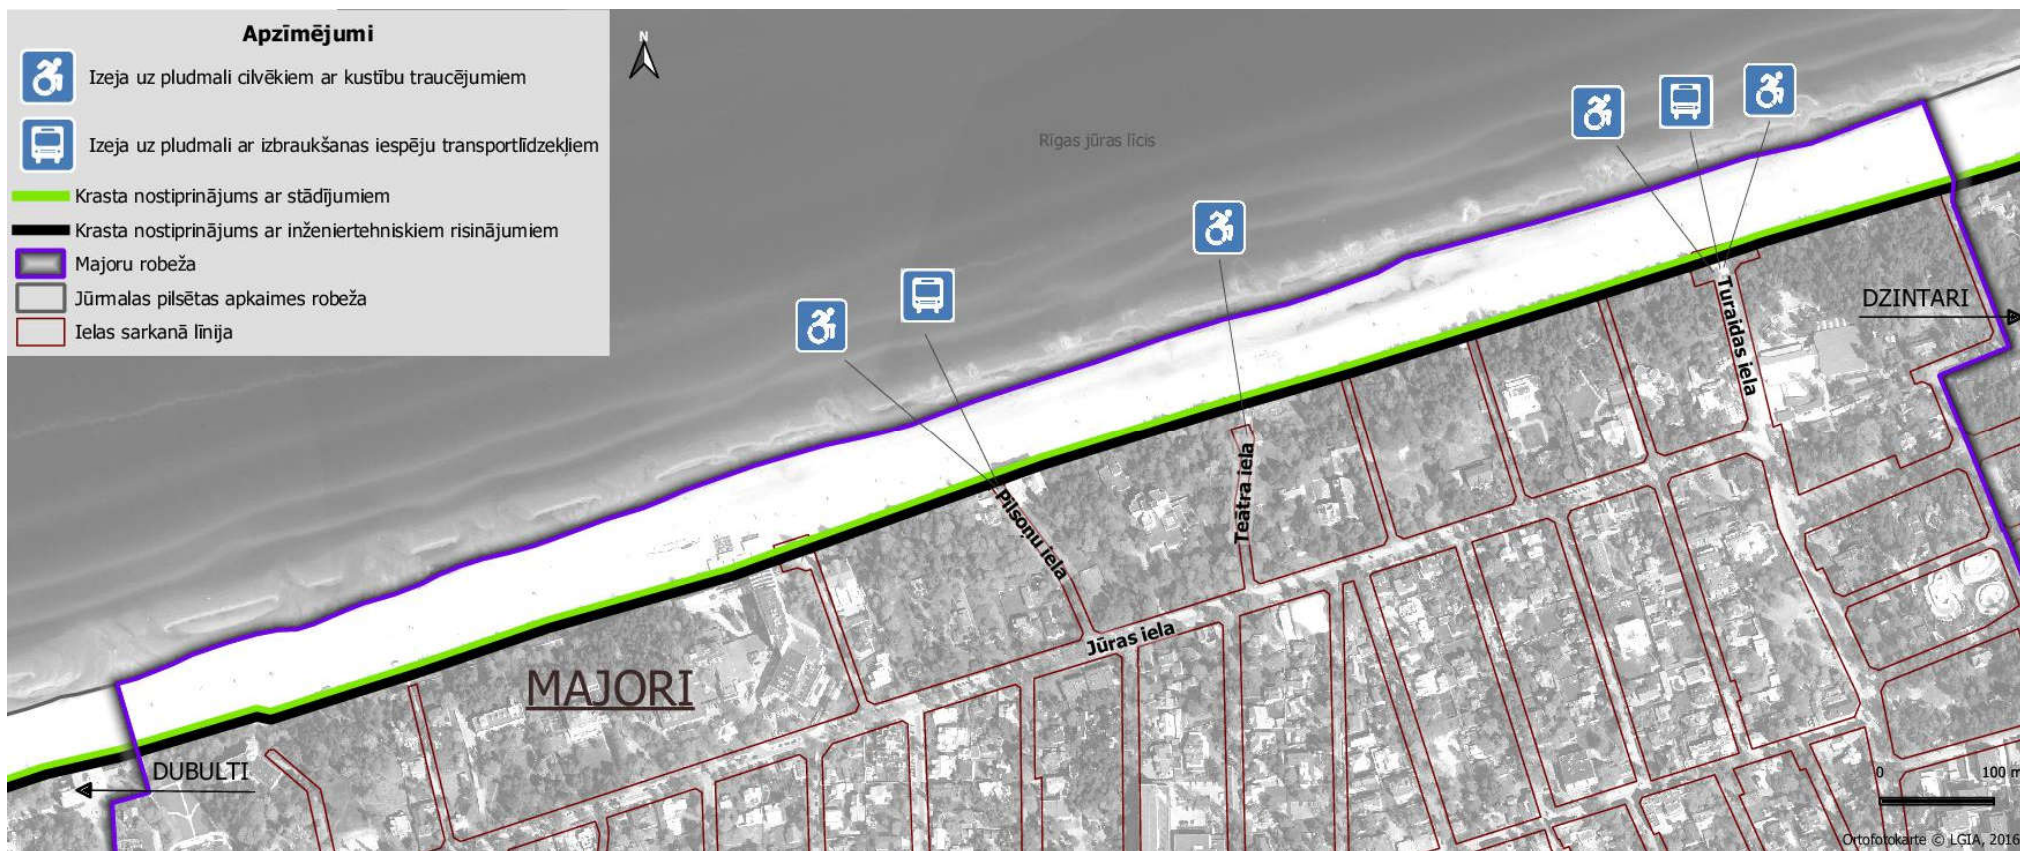 Apzīmējumi
Izeja uz pludmali cilvēkiem ar kustību traucējumiem
Izeja uz pludmali ar izbraukšanas iespēju transportlīdzekļiem
Krasta nostiprinājums ar stādījumiem
Krasta nostiprinājums ar inženiertehniskiem risinājumiem
Majoru robeža
Jūrmalas pilsētas apkaimes robeža
Ielas sarkanā līnija
N
Rīgas jūras līcis
DZINTARI
Turaidas iela
Teātra iela
Pilsoņu iela
Jūras iela
MAJORI
DUBULTI
0 100 m
Ortofotokarte © LGIA, 2016